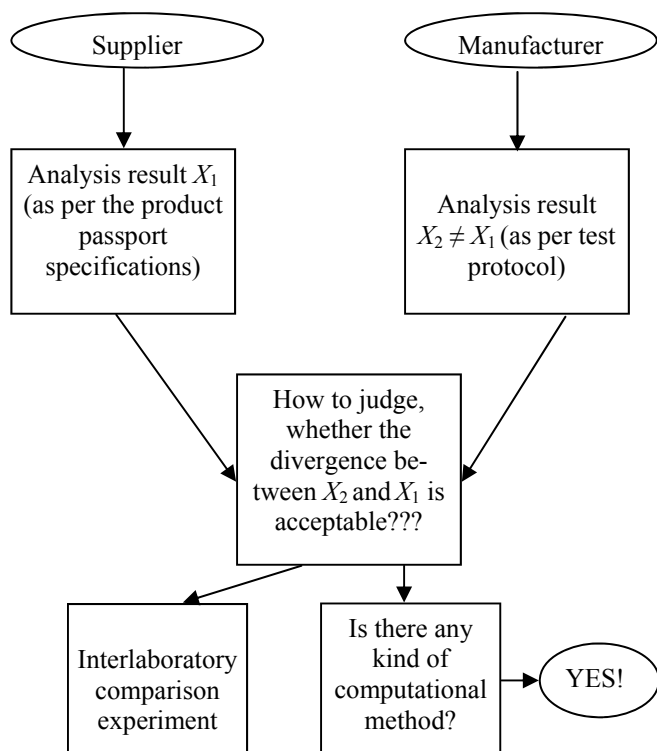 Supplier
Manufacturer
Analysis result X₁
(as per the product
passport
specifications)
Analysis result
X₂ ≠ X₁ (as per test
protocol)
How to judge,
whether the
divergence be-
tween X₂ and X₁ is
acceptable???
Interlaboratory
comparison
experiment
Is there any
kind of
computational
method?
YES!